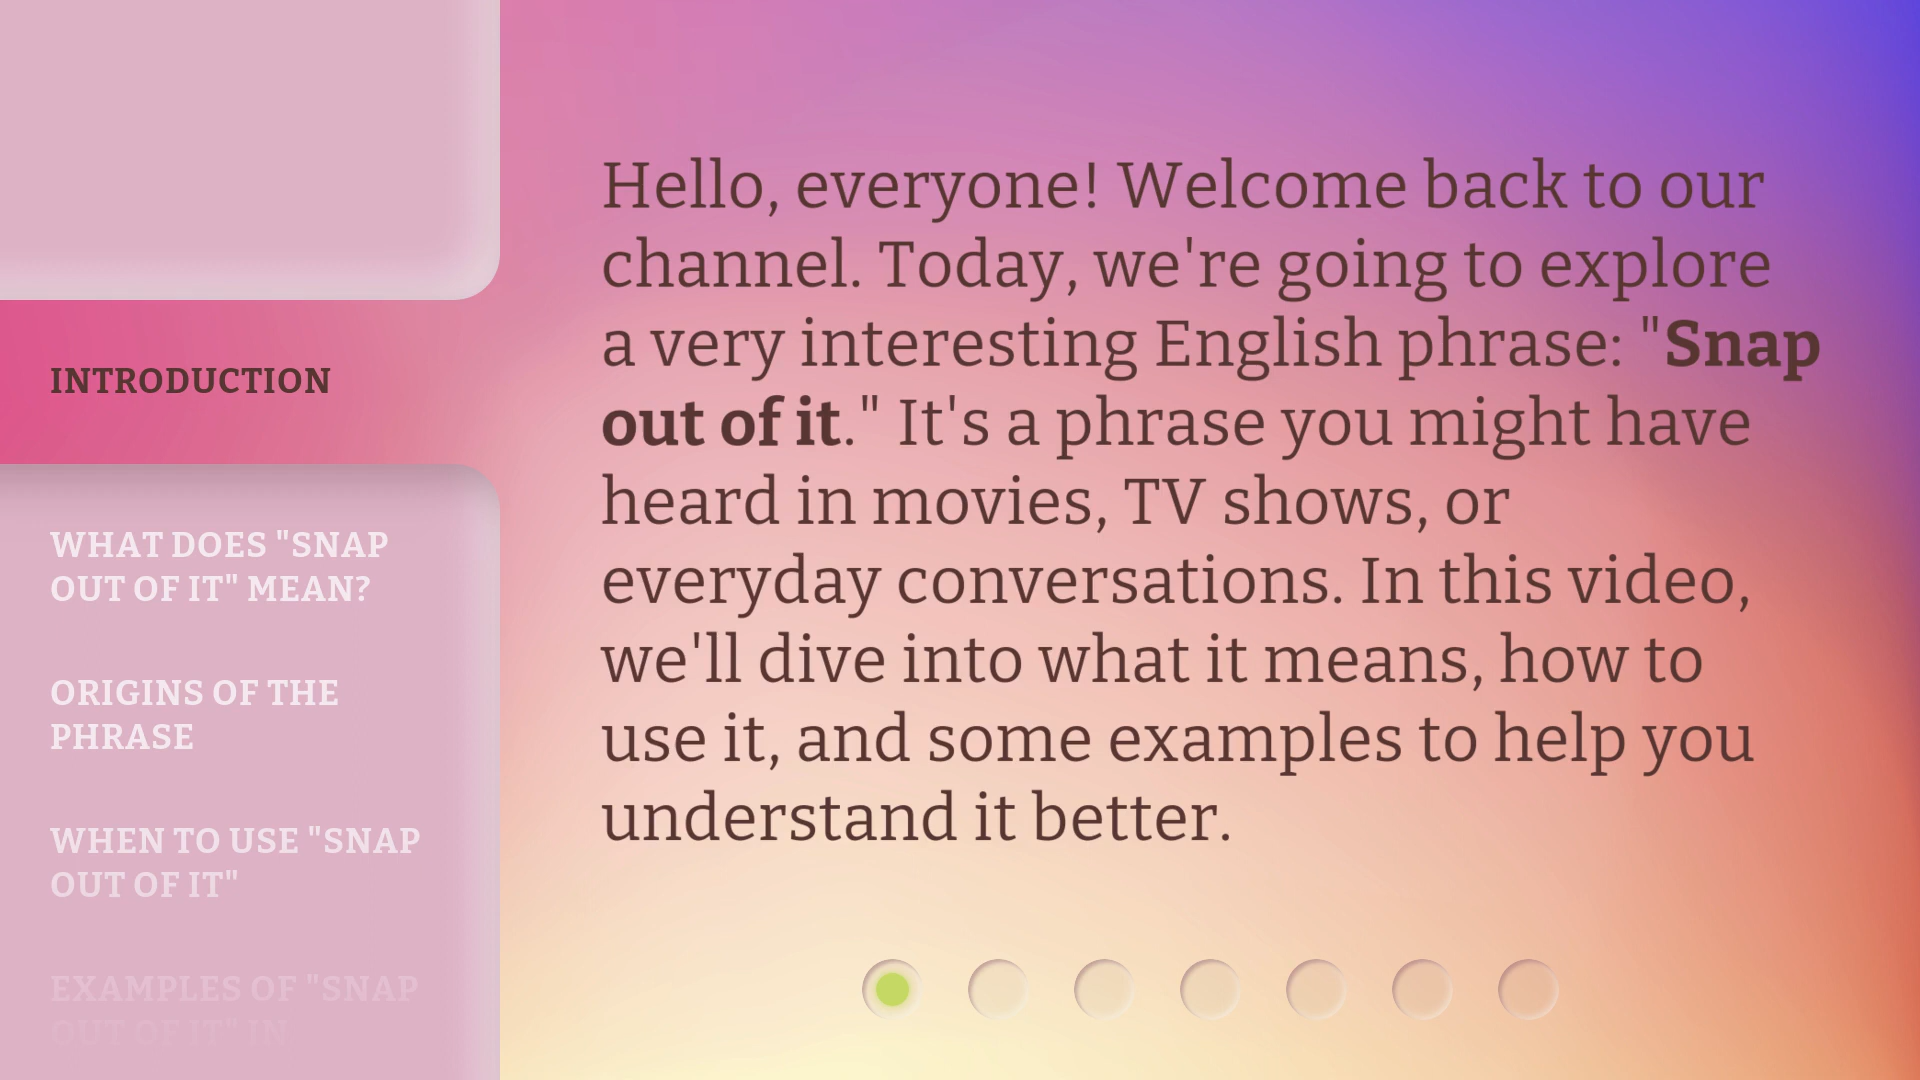 INTRODUCTION
WHAT DOES "SNAP
OUT OF IT" MEAN?
ORIGINS OF THE
PHRASE
WHEN TO USE "SNAP
OUT OF IT"
EXAMPLES OF "SNAP
OUT OF IT" IN
Hello, everyone! Welcome back to our
channel. Today, we're going to explore
a very interesting English phrase: "Snap
out of it." It's a phrase you might have
heard in movies, TV shows, or
everyday conversations. In this video,
we'll dive into what it means, how to
use it, and some examples to help you
understand it better.